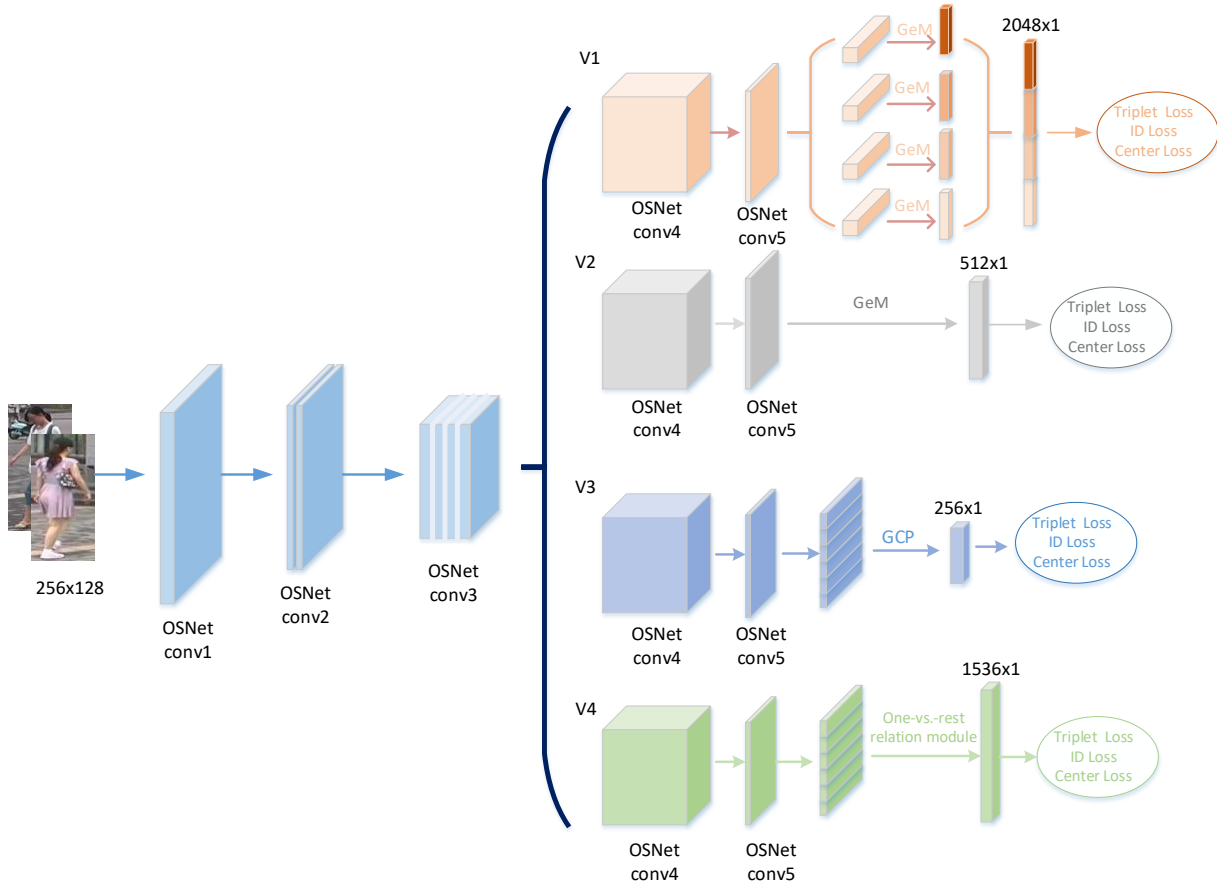 256x128
OSNet
conv1
OSNet
conv2
OSNet
conv3
V1
OSNet
conv4
OSNet
conv5
GeM
GeM
GeM
GeM
2048x1
Triplet Loss
ID Loss
Center Loss
V2
OSNet
conv4
OSNet
conv5
GeM
512x1
Triplet Loss
ID Loss
Center Loss
V3
OSNet
conv4
OSNet
conv5
GCP
256x1
Triplet Loss
ID Loss
Center Loss
V4
OSNet
conv4
OSNet
conv5
One-vs.-rest
relation module
1536x1
Triplet Loss
ID Loss
Center Loss